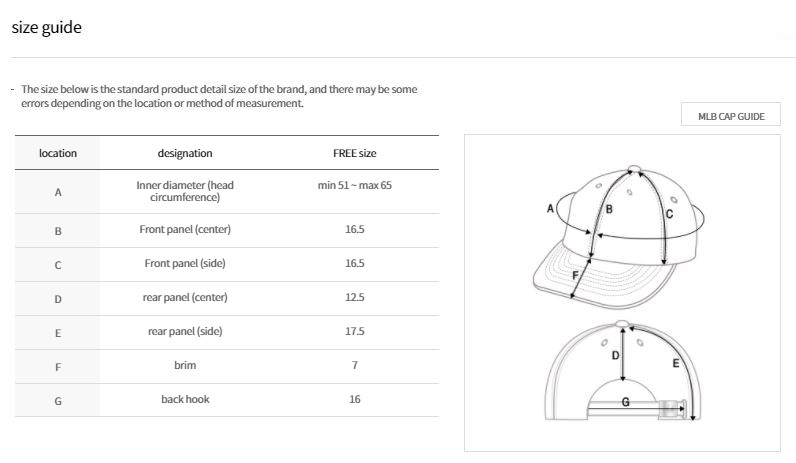 size guide
- The size below is the standard product detail size of the brand, and there may be some
errors depending on the location or method of measurement.
MLB CAP GUIDE
location designation FREE size
A Inner diameter (head circumference) min 51 ~ max 65
B Front panel (center) 16.5
C Front panel (side) 16.5
D rear panel (center) 12.5
E rear panel (side) 17.5
F brim 7
G back hook 16
A
B
C
F
D
E
G